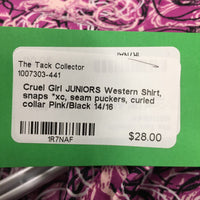 The Tack Collector
1007303-441
Cruel Girl JUNIORS Western Shirt,
snaps *xc, seam puckers, curled
collar Pink/Black 14/16
$28.00
1R7NAF